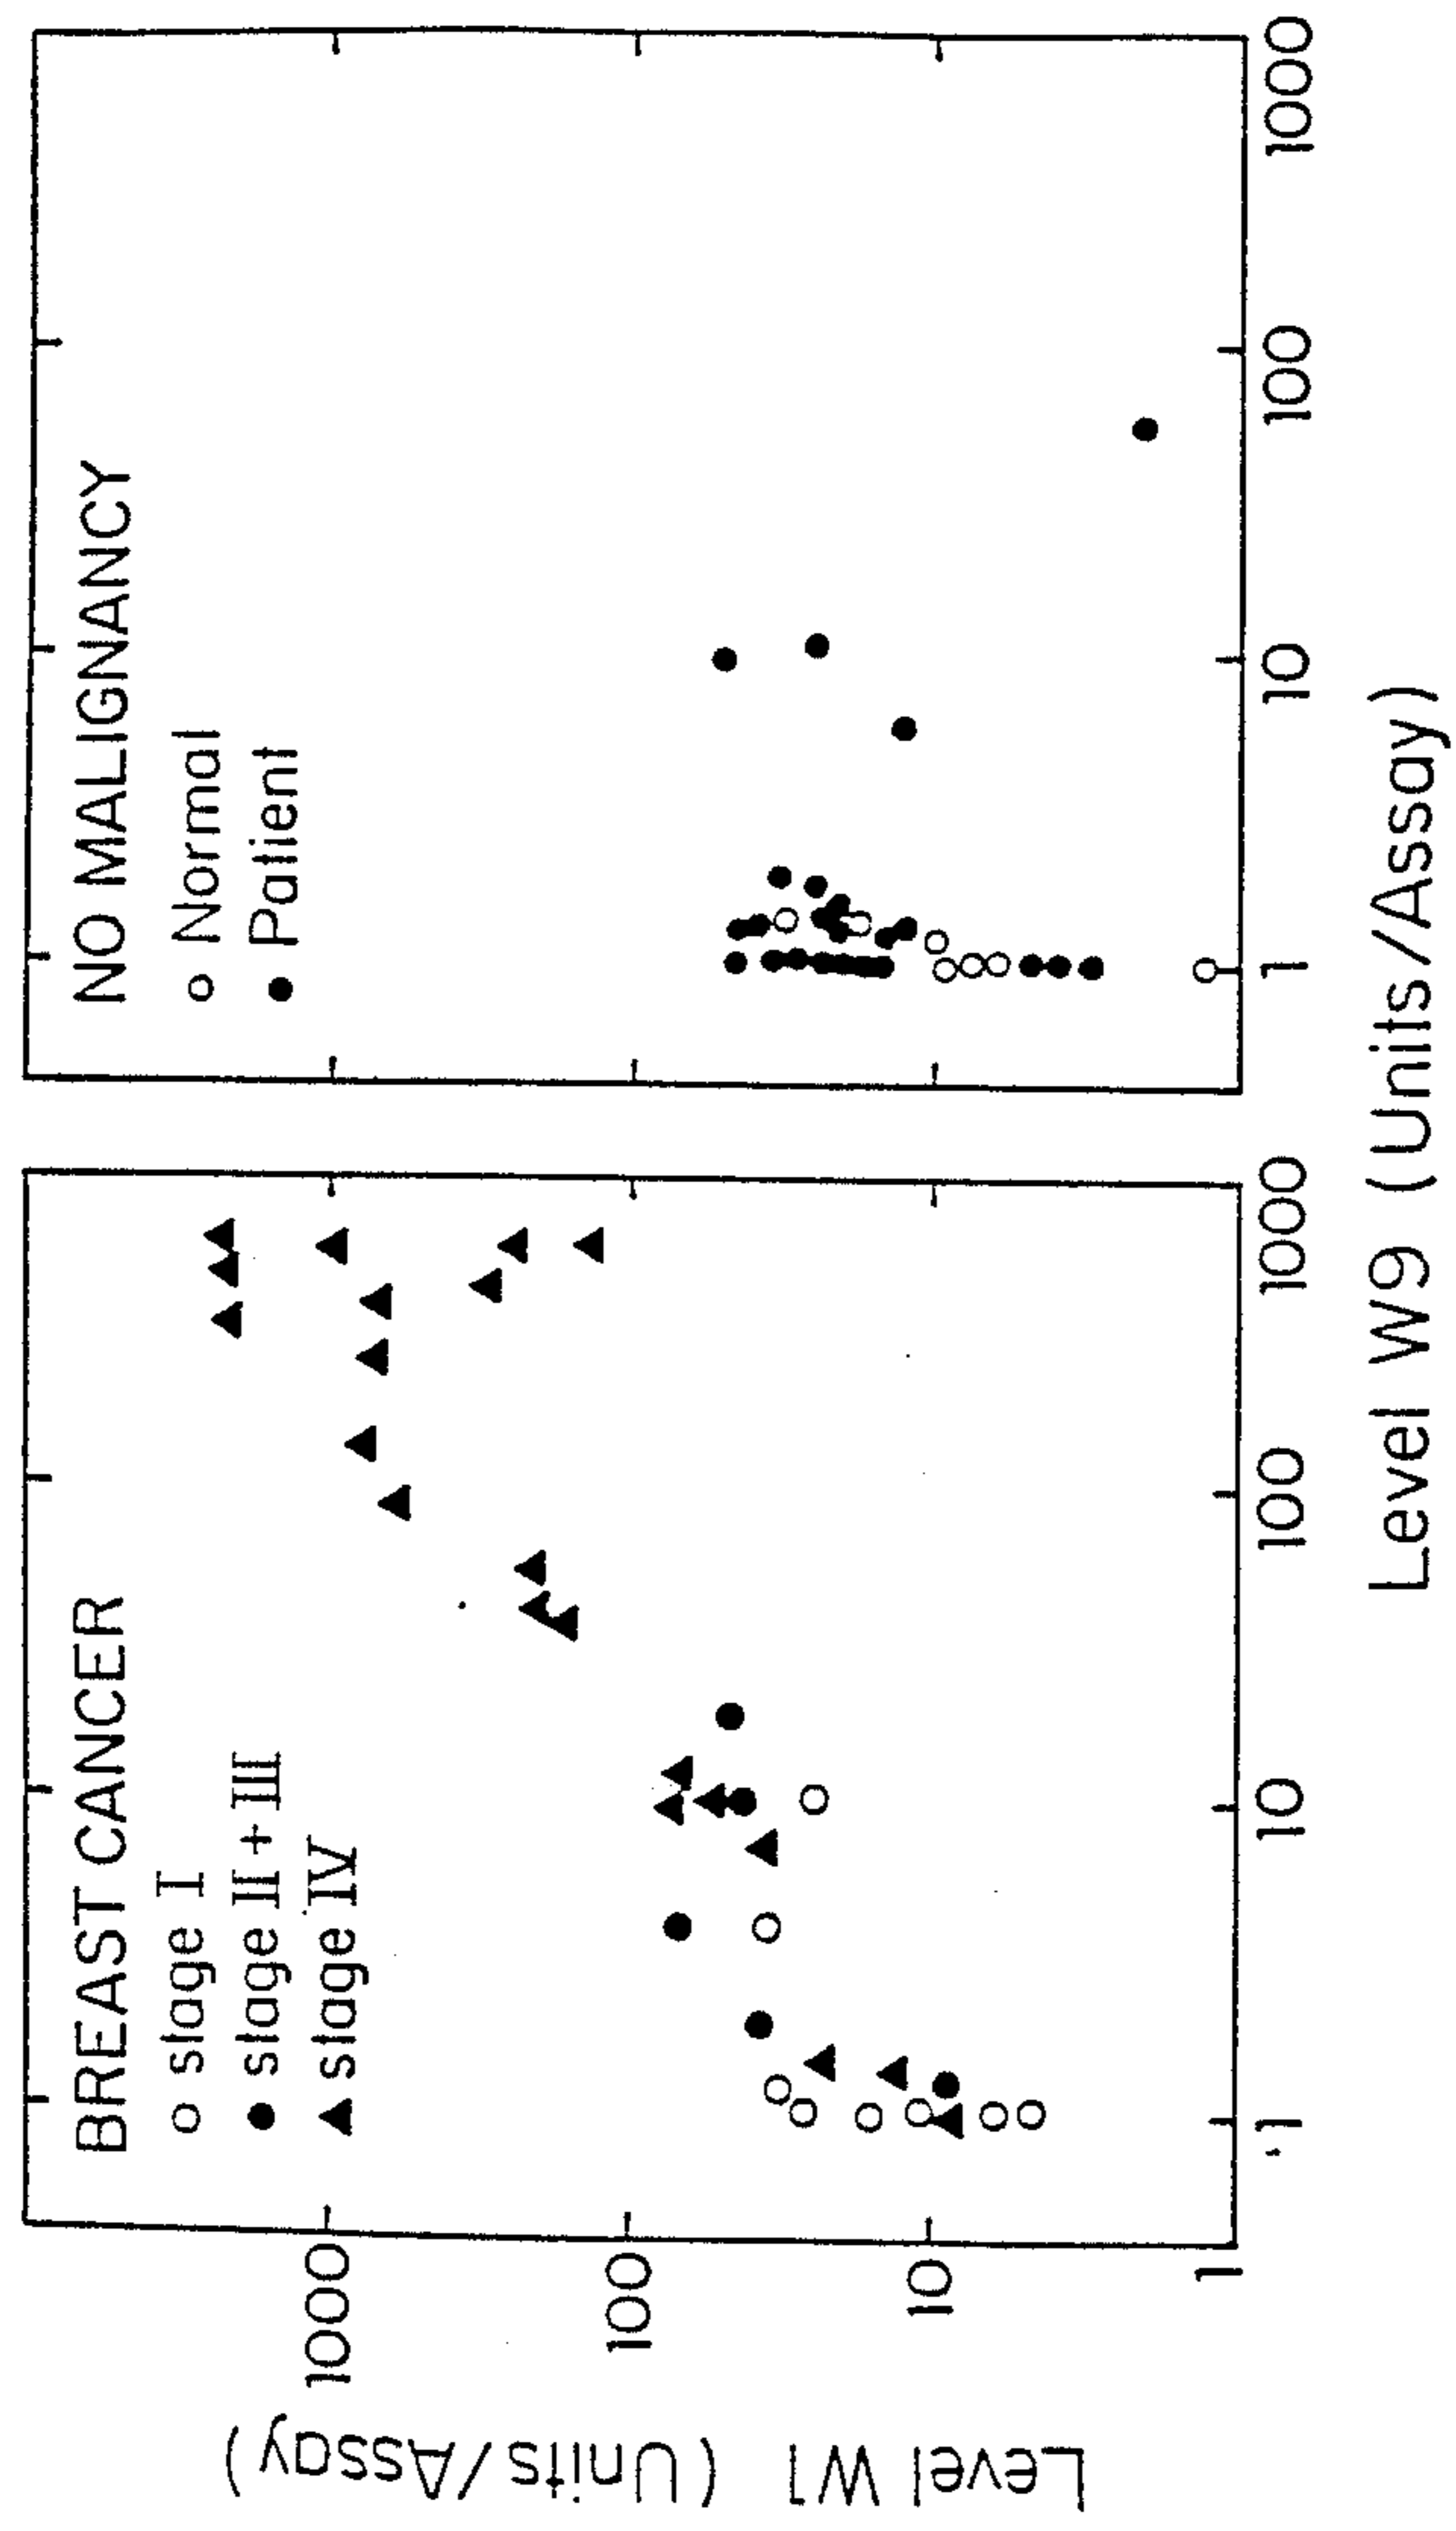 BREAST CANCER
○ stage I
● stage II + III
▲ stage IV
NO MALIGNANCY
○ Normal
● Patient
Level W1 (Units/Assay)
1000
100
10
1
1 10 100 1000
1 10 100 1000
Level W9 (Units/Assay)